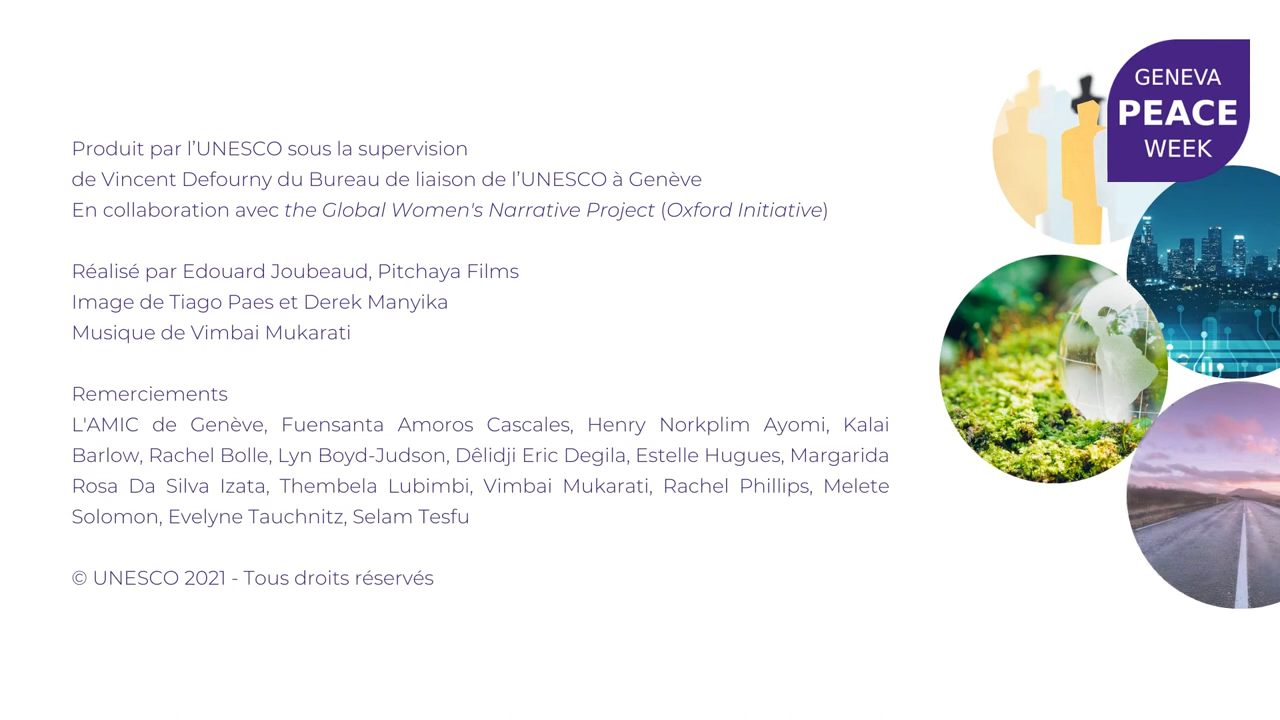 Produit par l’UNESCO sous la supervision
de Vincent Defourny du Bureau de liaison de l’UNESCO à Genève
En collaboration avec the Global Women's Narrative Project (Oxford Initiative)
Réalisé par Edouard Joubeaud, Pitchaya Films
Image de Tiago Paes et Derek Manyika
Musique de Vimbai Mukarati
Remerciements
L'AMIC de Genève, Fuensanta Amoros Cascales, Henry Norkplim Ayomi, Kalai
Barlow, Rachel Bolle, Lyn Boyd-Judson, Dêlidji Eric Degila, Estelle Hugues, Margarida
Rosa Da Silva Izata, Thembela Lubimbi, Vimbai Mukarati, Rachel Phillips, Melete
Solomon, Evelyne Tauchnitz, Selam Tesfu
© UNESCO 2021 - Tous droits réservés
GENEVA
PEACE
WEEK